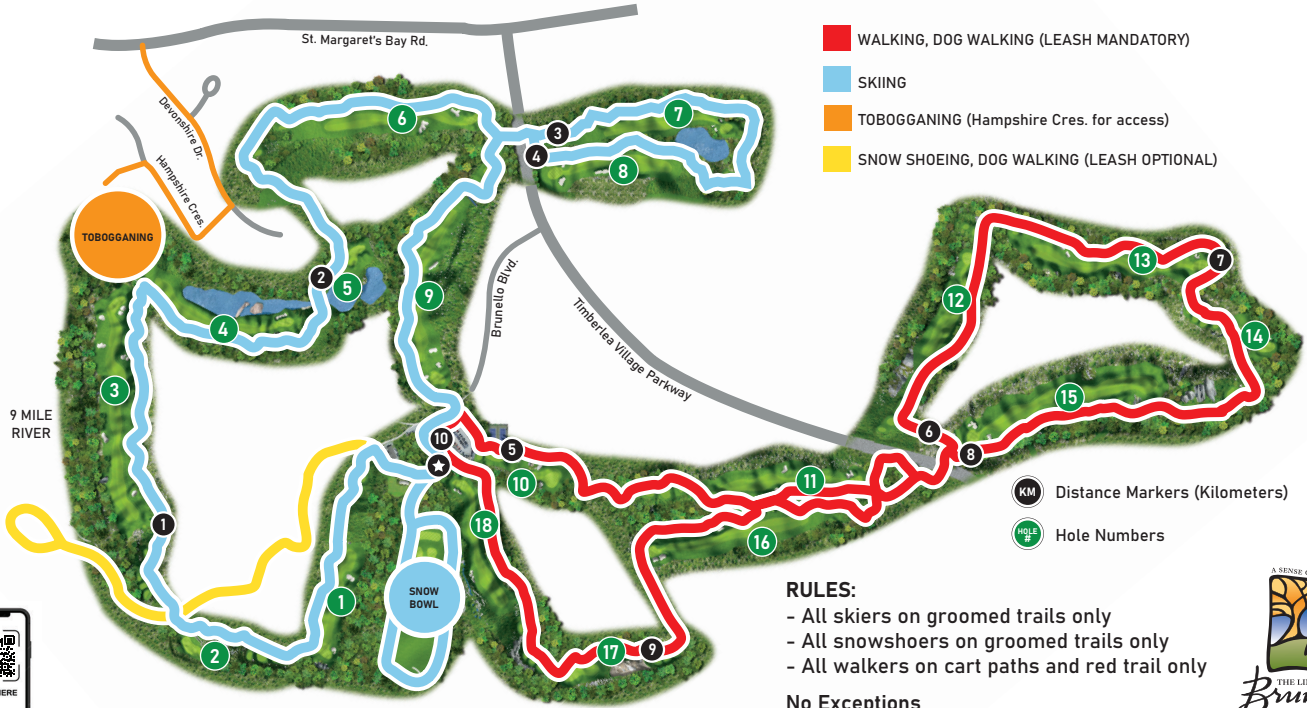 St. Margaret's Bay Rd.
WALKING, DOG WALKING (LEASH MANDATORY)
SKIING
TOBOGGANING (Hampshire Cres. for access)
SNOW SHOEING, DOG WALKING (LEASH OPTIONAL)
Devonshire Dr.
Hampshire Cres.
TOBOGGANING
6
3
7
4
8
2
5
4
9
Brunello Blvd.
Timberlea Village Parkway
12
13
7
14
15
3
9 MILE
RIVER
10
5
10
11
6
8
16
18
1
1
2
SNOW
BOWL
17
9
KM
Distance Markers (Kilometers)
HOLE
#
Hole Numbers
RULES:
- All skiers on groomed trails only
- All snowshoers on groomed trails only
- All walkers on cart paths and red trail only
No Exceptions
A SENSE